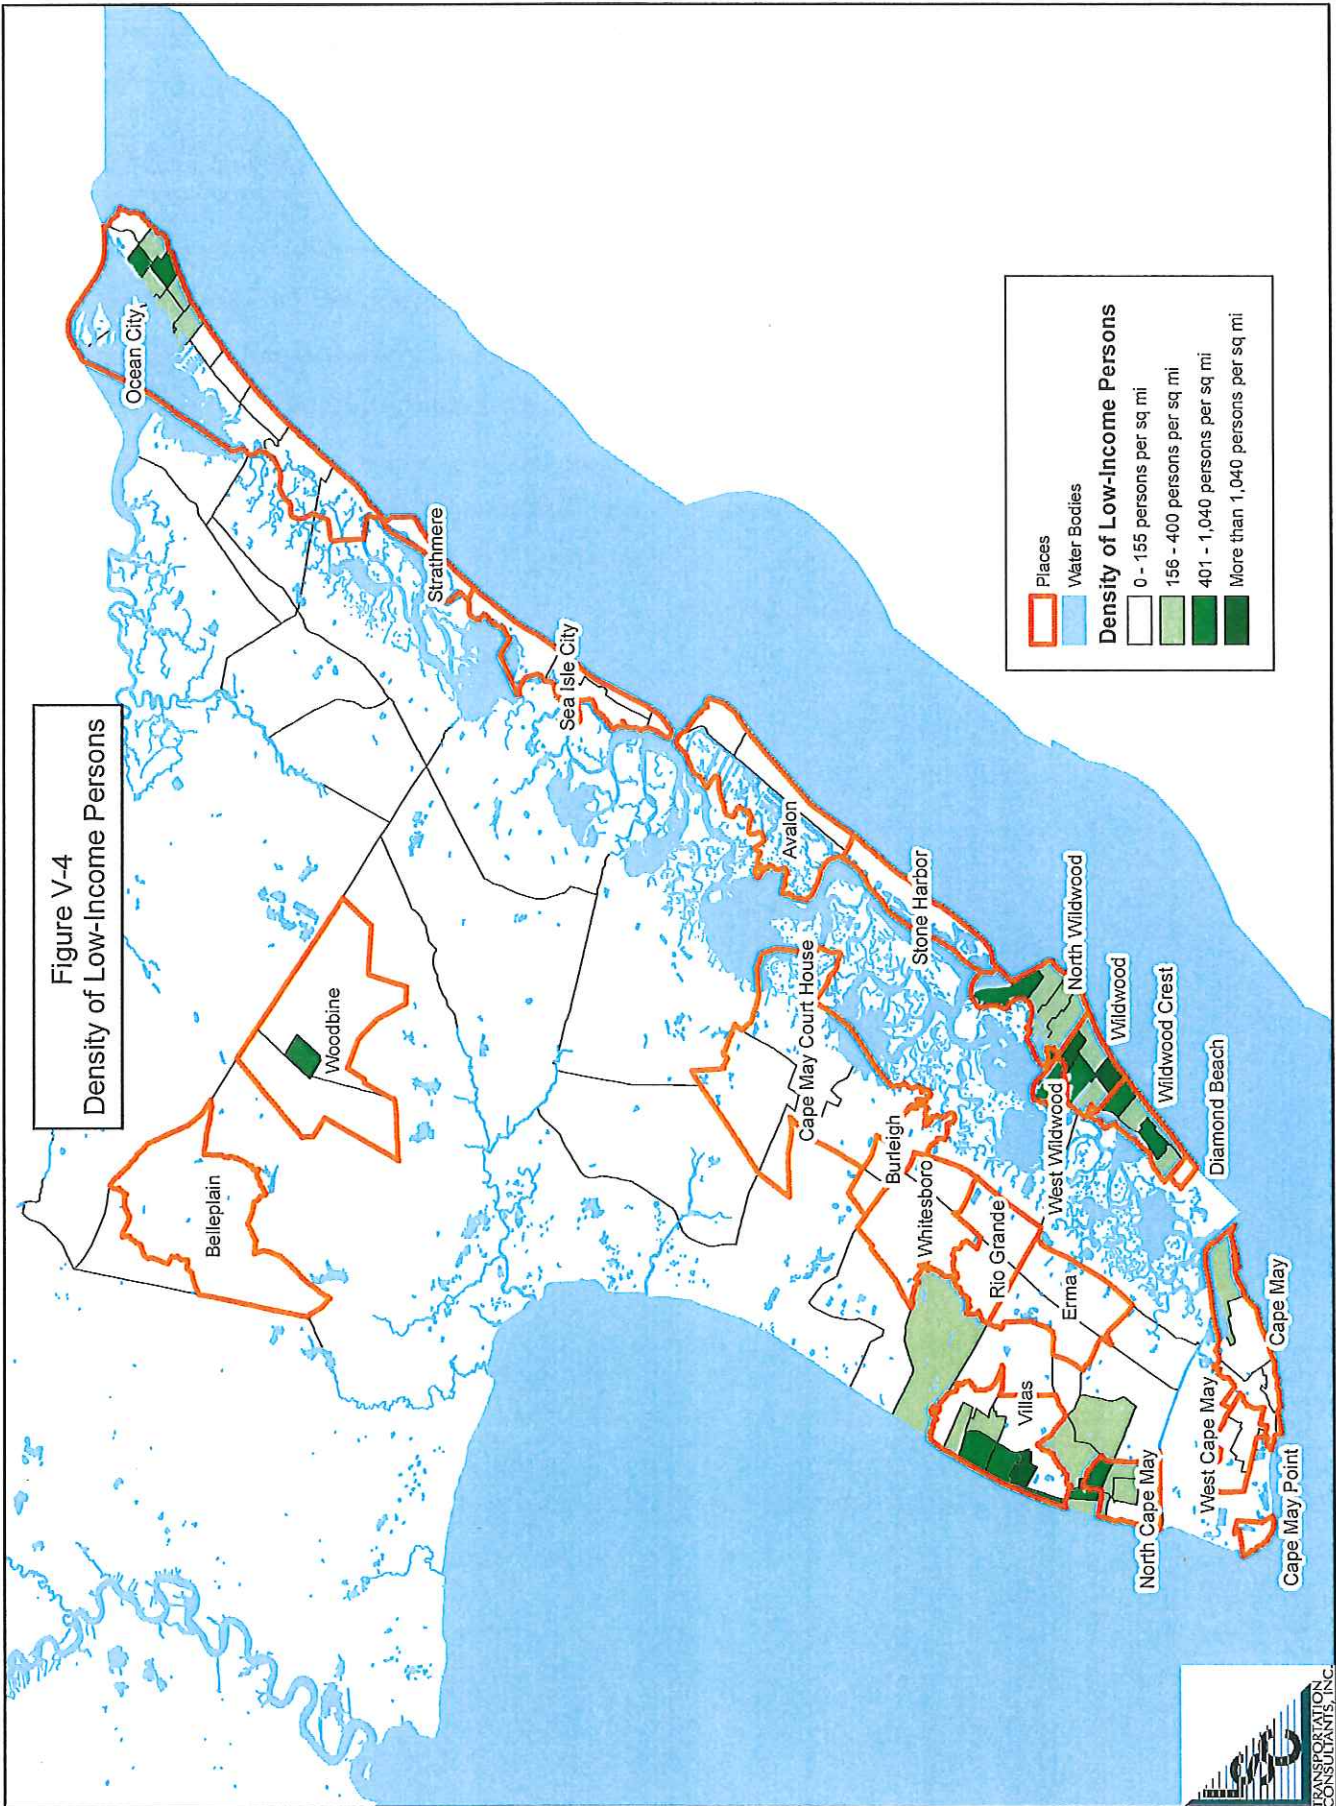 Figure V-4
Density of Low-Income Persons
Ocean City
Strathmere
Sea Isle City
Woodbine
Belleplain
Avalon
Stone Harbor
Cape May Court House
North Wildwood
Wildwood
Wildwood Crest
West Wildwood
Diamond Beach
Burleigh
Whitesboro
Rio Grande
Erma
Villas
Cape May
West Cape May
North Cape May
Cape May Point
Places
Water Bodies
Density of Low-Income Persons
0 - 155 persons per sq mi
156 - 400 persons per sq mi
401 - 1,040 persons per sq mi
More than 1,040 persons per sq mi
LSC
TRANSPORTATION
CONSULTANTS, INC.